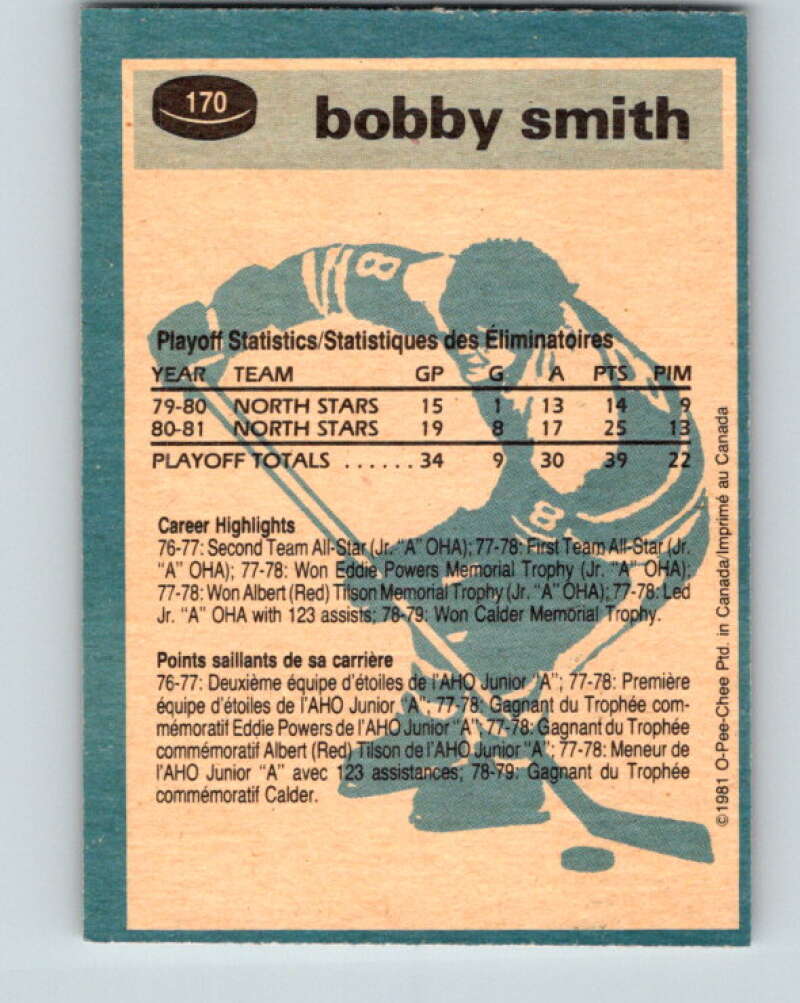 170
bobby smith
8
Playoff Statistics/Statistiques des Éliminatoires
YEAR TEAM GP G A PTS PIM
79-80 NORTH STARS 15 1 13 14 9
80-81 NORTH STARS 19 8 17 25 13
PLAYOFF TOTALS ......34 9 30 39 22
8
Career Highlights
76-77: Second Team All-Star (Jr. "A" OHA); 77-78: First Team All-Star (Jr.
"A" OHA); 77-78: Won Eddie Powers Memorial Trophy (Jr. "A" OHA);
77-78: Won Albert (Red) Tilson Memorial Trophy (Jr. "A" OHA); 77-78: Led
Jr. "A" OHA with 123 assists; 78-79: Won Calder Memorial Trophy.
Points saillants de sa carrière
76-77: Deuxième équipe d'étoiles de l'AHO Junior "A"; 77-78: Première
équipe d'étoiles de l'AHO Junior "A"; 77-78: Gagnant du Trophée com-
mémoratif Eddie Powers de l'AHO Junior "A"; 77-78: Gagnant du Trophée
commémoratif Albert (Red) Tilson de l'AHO Junior "A"; 77-78: Meneur de
l'AHO Junior "A" avec 123 assistances; 78-79: Gagnant du Trophée
commémoratif Calder.
©1981 O-Pee-Chee Ptd. in Canada/Imprimé au Canada